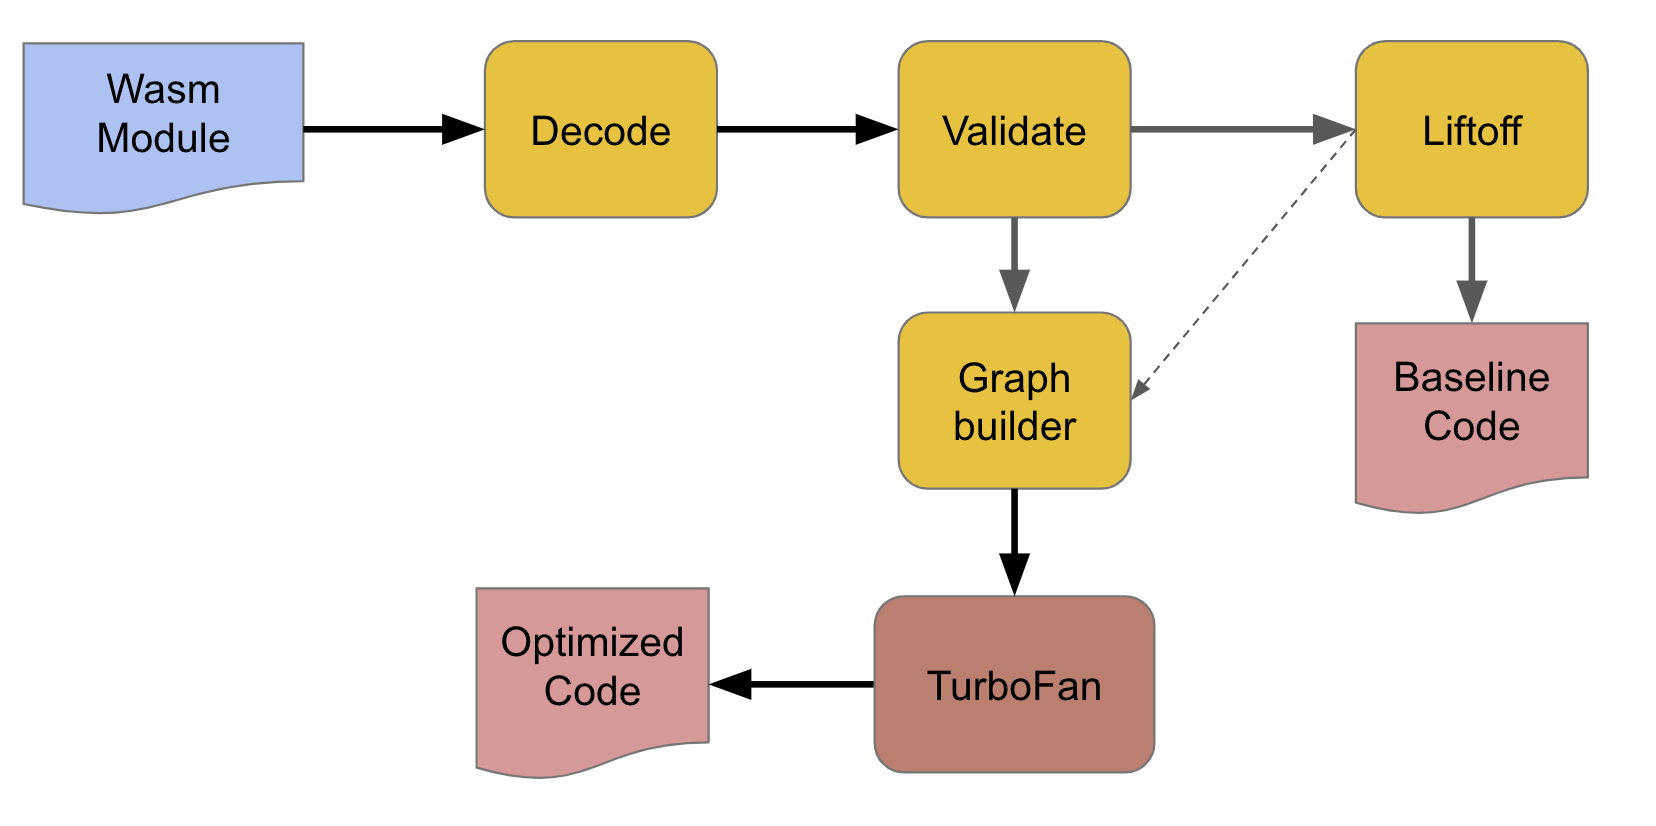 Wasm
Module
Decode
Validate
Liftoff
Graph
builder
Baseline
Code
Optimized
Code
TurboFan